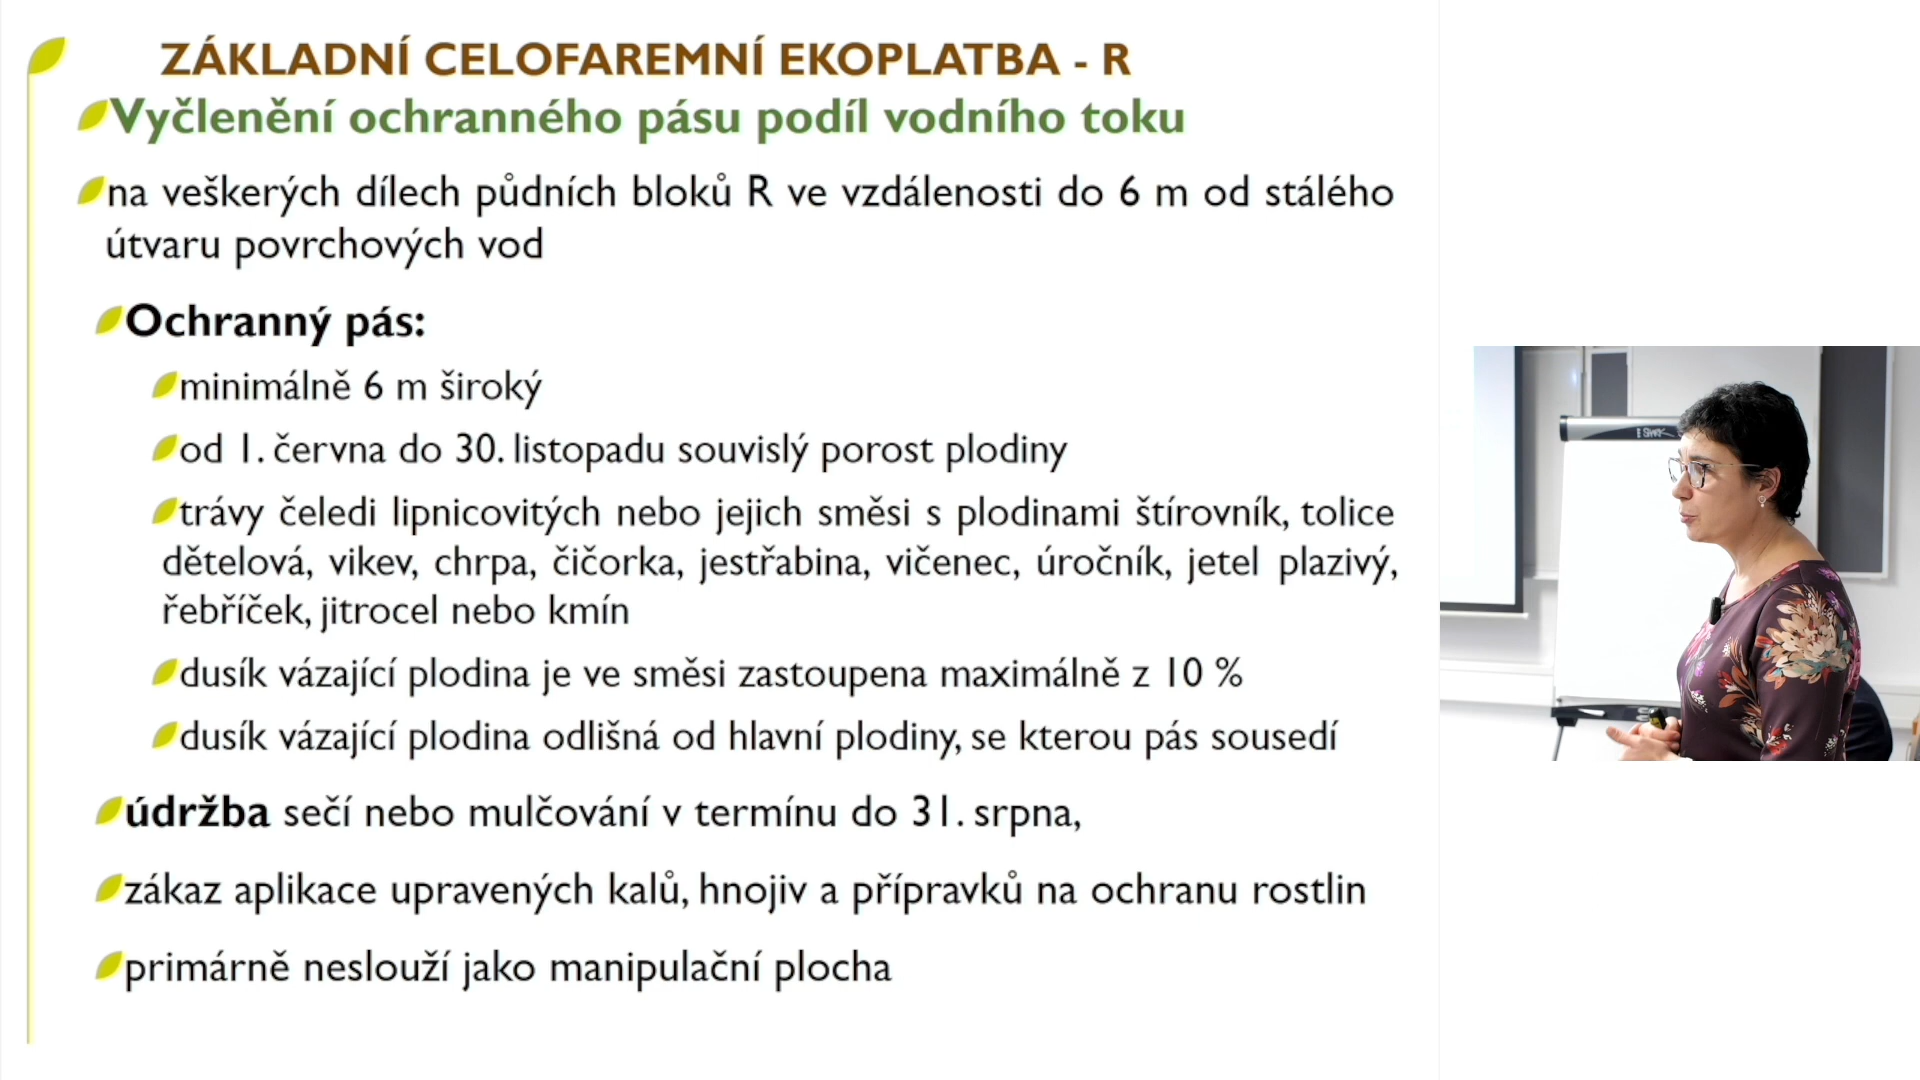 ZÁKLADNÍ CELOFAREMNÍ EKOPLATBA - R
Vyčlenění ochranného pásu podíl vodního toku
na veškerých dílech půdních bloků R ve vzdálenosti do 6 m od stálého
útvaru povrchových vod
Ochranný pás:
minimálně 6 m široký
od 1. června do 30. listopadu souvislý porost plodiny
trávy čeledi lipnicovitých nebo jejich směsi s plodinami štírovník, tolice
dětelová, vikev, chrpa, čičorka, jestřabina, vičenec, úročník, jetel plazivý,
řebříček, jitrocel nebo kmín
dusík vázající plodina je ve směsi zastoupena maximálně z 10 %
dusík vázající plodina odlišná od hlavní plodiny, se kterou pás sousedí
údržba sečí nebo mulčování v termínu do 31. srpna,
zákaz aplikace upravených kalů, hnojiv a přípravků na ochranu rostlin
primárně neslouží jako manipulační plocha